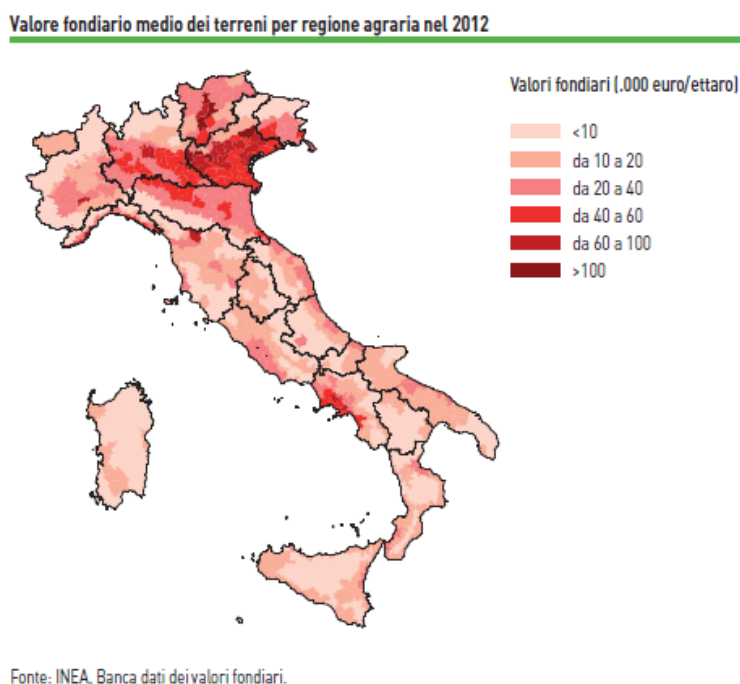 Valore fondiario medio dei terreni per regione agraria nel 2012
Valori fondiari (.000 euro/ettaro)
<10
da 10 a 20
da 20 a 40
da 40 a 60
da 60 a 100
>100
Fonte: INEA, Banca dati dei valori fondiari.